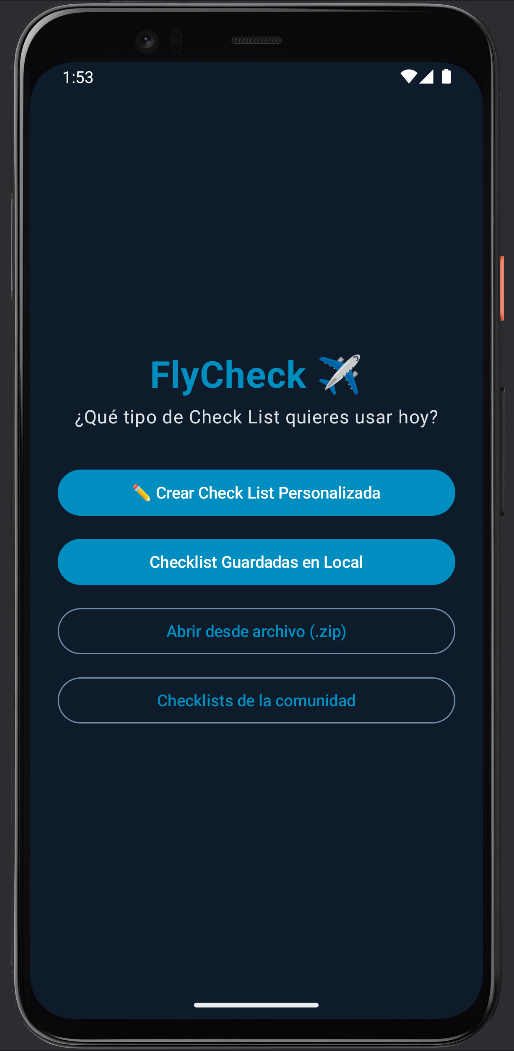 1:53
FlyCheck ✈️
¿Qué tipo de Check List quieres usar hoy?
✏️ Crear Check List Personalizada
Checklist Guardadas en Local
Abrir desde archivo (.zip)
Checklists de la comunidad